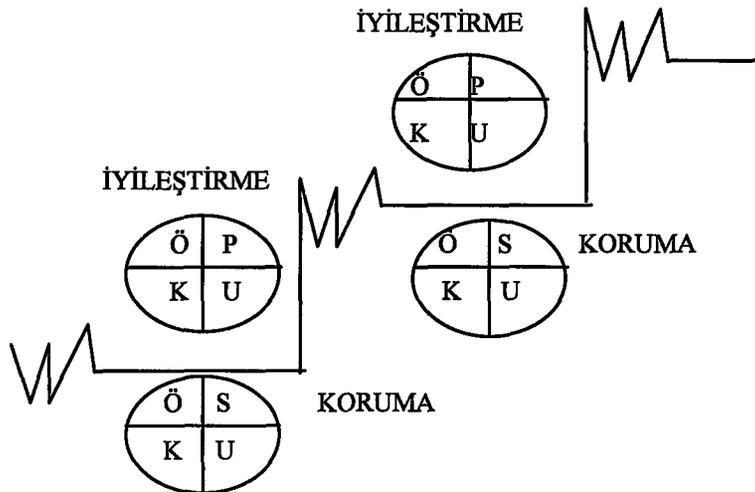 İYİLEŞTİRME
Ö P
K U
İYİLEŞTİRME
Ö P
K U
Ö S
K U
KORUMA
Ö S
K U
KORUMA